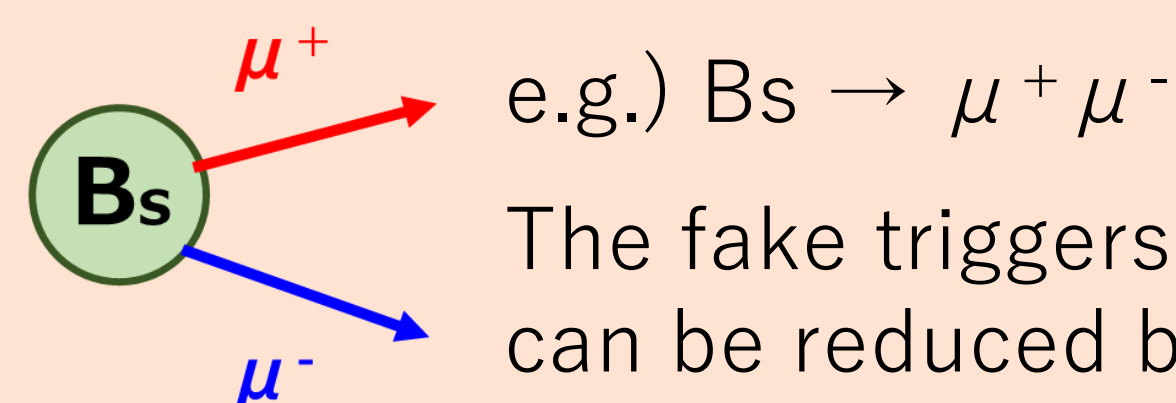 μ⁺
e.g.) Bs → μ⁺ μ⁻
Bs
The fake triggers
can be reduced
μ⁻